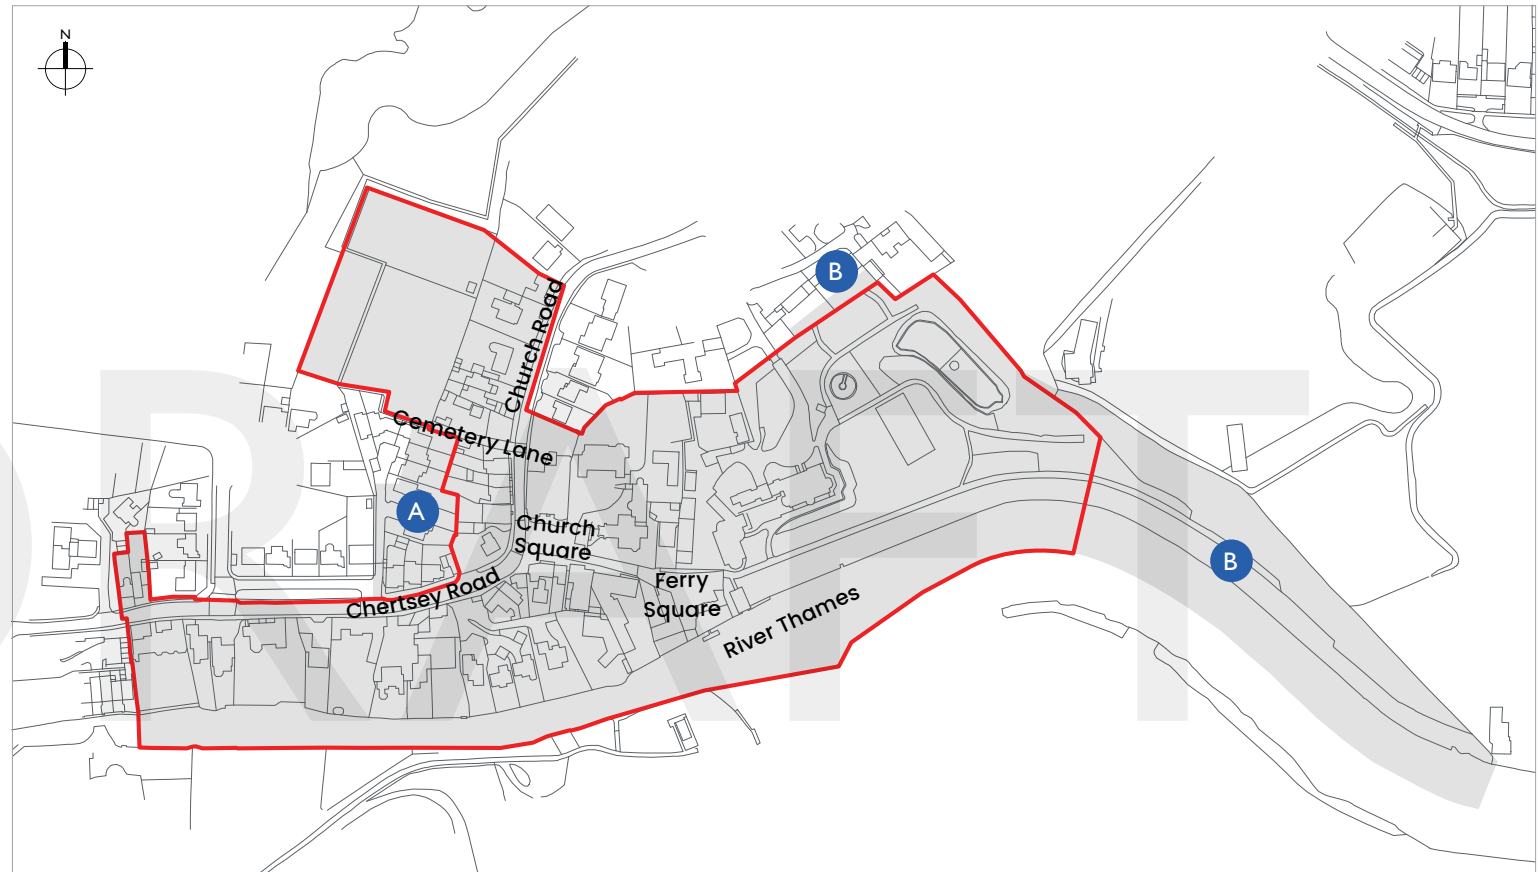 N
B
Church Road
Cemetery Lane
A
Church
Square
B
Chertsey Road
Ferry
Square
River Thames
DRAFT